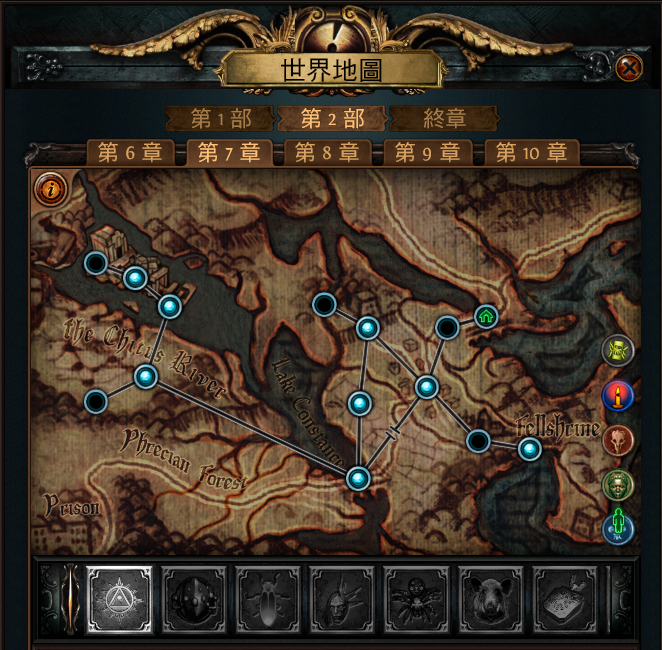 世界地圖
第 1 部 第 2 部 終章
第 6 章 第 7 章 第 8 章 第 9 章 第 10 章
the Chitus River
Lake Constance
Fellshrine
Phrecian Forest
Prison